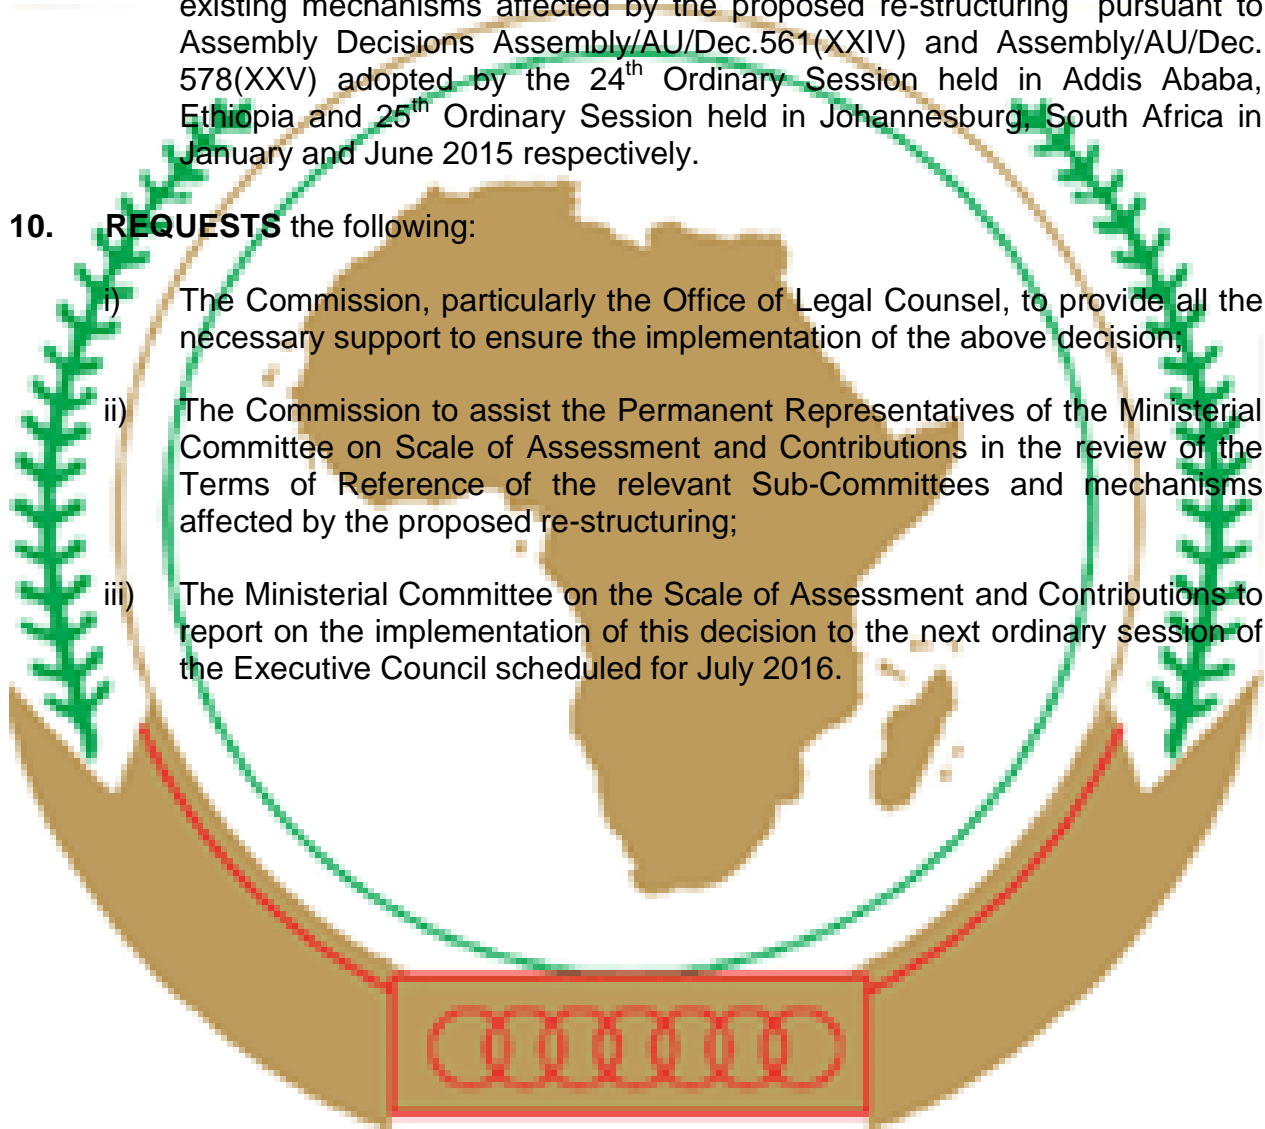 existing mechanisms affected by the proposed re-structuring pursuant to
Assembly Decisions Assembly/AU/Dec.561(XXIV) and Assembly/AU/Dec.
578(XXV) adopted by the 24th Ordinary Session held in Addis Ababa,
Ethiopia and 25th Ordinary Session held in Johannesburg, South Africa in
January and June 2015 respectively.
10. REQUESTS the following:
i) The Commission, particularly the Office of Legal Counsel, to provide all the
necessary support to ensure the implementation of the above decision;
ii) The Commission to assist the Permanent Representatives of the Ministerial
Committee on Scale of Assessment and Contributions in the review of the
Terms of Reference of the relevant Sub-Committees and mechanisms
affected by the proposed re-structuring;
iii) The Ministerial Committee on the Scale of Assessment and Contributions to
report on the implementation of this decision to the next ordinary session of
the Executive Council scheduled for July 2016.